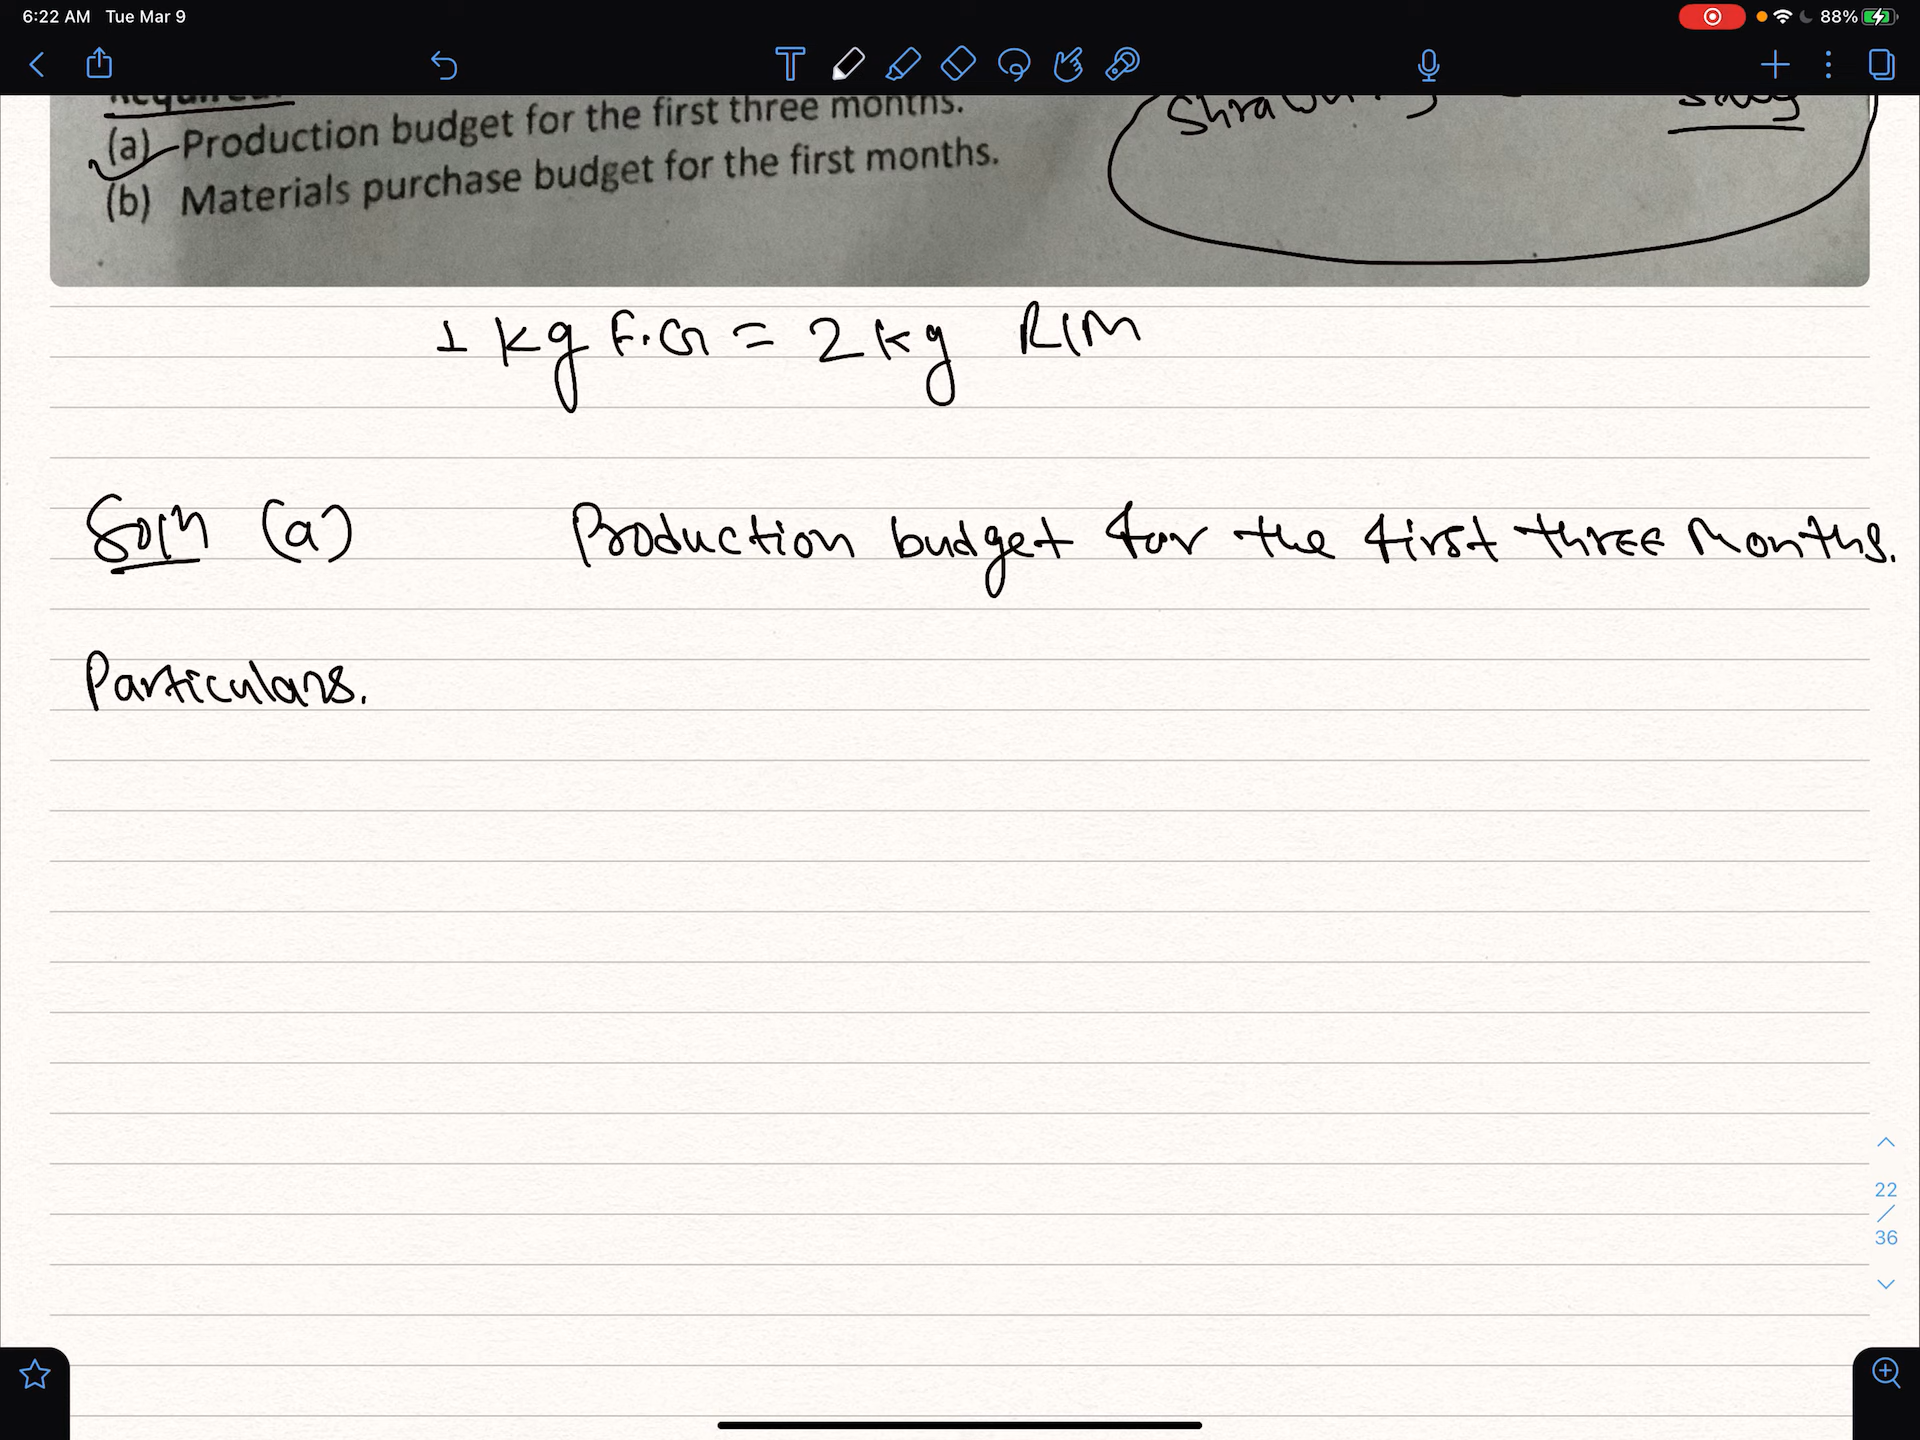 6:22 AM Tue Mar 9
88%
Required:
(a) Production budget for the first three months.
(b) Materials purchase budget for the first months.
1 kg F.G = 2 kg R/M
Soln (a) Production budget for the first three Months.
Particulars.
22
/
36